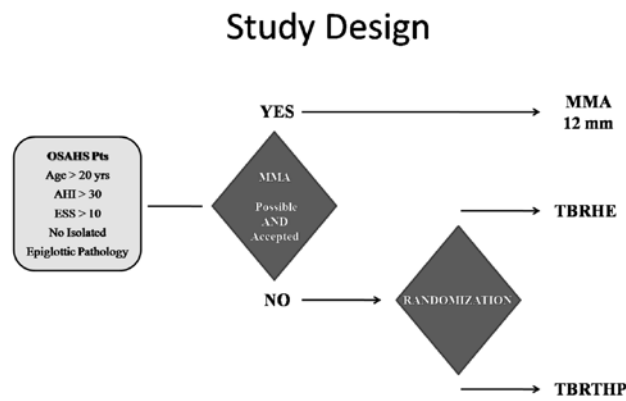 Study Design
OSAHS Pts
Age > 20 yrs
AHI > 30
ESS > 10
No Isolated
Epiglottic Pathology
MMA
Possible
AND
Accepted
YES
MMA
12 mm
NO
RANDOMIZATION
TBRHE
TBRTHP